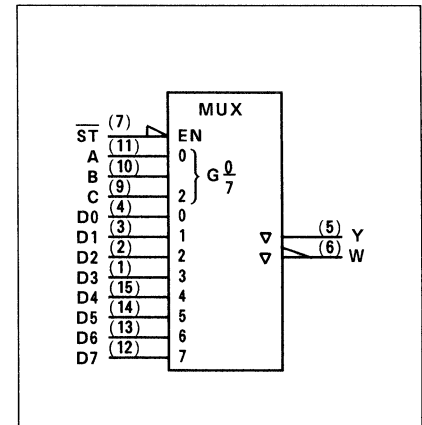 MUX
S̅T̅ (7) EN
A (11) 0
B (10) G 0/7
C (9) 2
D0 (4) 0
D1 (3) 1 ▽ (5) Y
D2 (2) 2 ▽ (6) W
D3 (1) 3
D4 (15) 4
D5 (14) 5
D6 (13) 6
D7 (12) 7